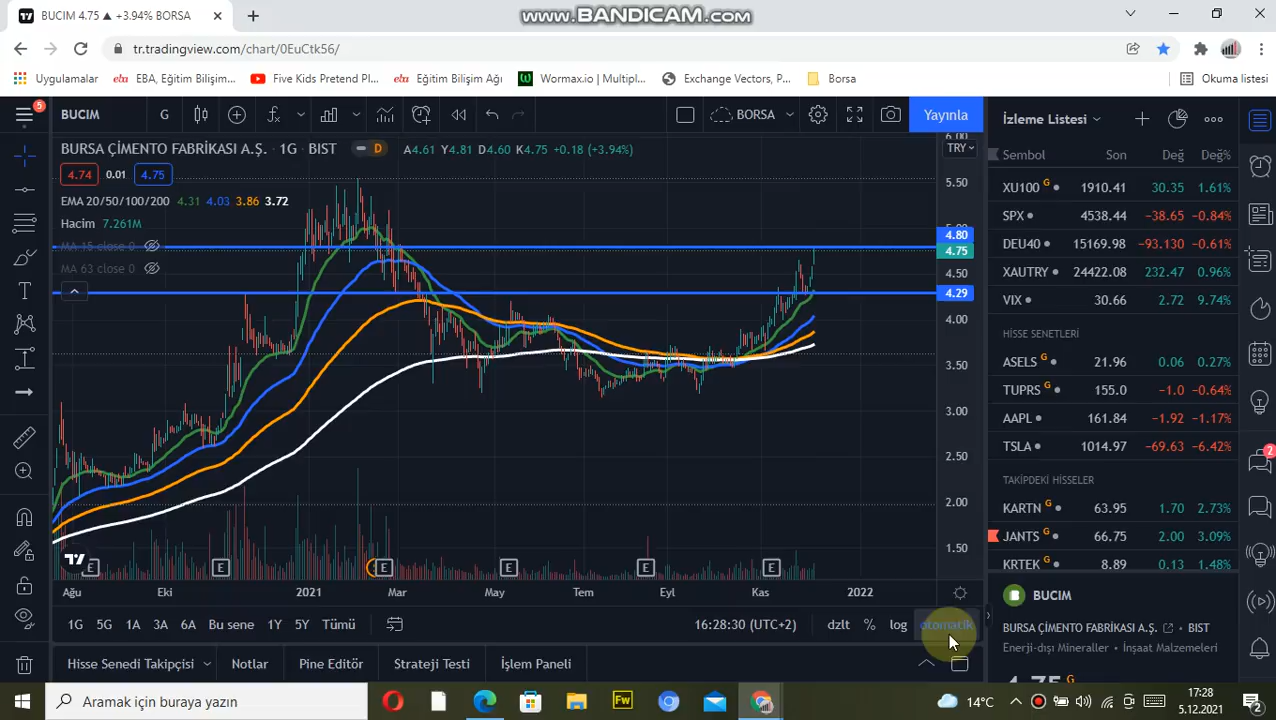 BUCIM 4.75 ▲ +3.94% BORSA
www.BANDICAM.com
tr.tradingview.com/chart/0EuCtk56/
Uygulamalar
EBA, Eğitim Bilişim...
Five Kids Pretend Pl...
Eğitim Bilişim Ağı
Wormax.io | Multipl...
Exchange Vectors, P...
Borsa
Okuma listesi
5
BUCIM
G
BORSA
Yayınla
BURSA ÇİMENTO FABRİKASI A.Ş. · 1G · BIST
D
A4.61 Y4.81 D4.60 K4.75 +0.18 (+3.94%)
4.74 0.01 4.75
EMA 20/50/100/200 4.31 4.03 3.86 3.72
Hacim 7.261M
MA 15 close 0
MA 63 close 0
6.00
TRY
5.50
5.00
4.80
4.75
4.50
4.29
4.00
3.50
3.00
2.50
2.00
1.50
E E E E E E
Ağu Eki 2021 Mar May Tem Eyl Kas 2022
1G 5G 1A 3A 6A Bu sene 1Y 5Y Tümü
16:28:30 (UTC+2)
dzlt % log otomatik
Hisse Senedi Takipçisi
Notlar
Pine Editörü
Strateji Testi
İşlem Paneli
İzleme Listesi
Sembol Son Değ Değ%
XU100 G 1910.41 30.35 1.61%
SPX 4538.44 -38.65 -0.84%
DEU40 15169.98 -93.130 -0.61%
XAUTRY 24422.08 232.47 0.96%
VIX 30.66 2.72 9.74%
HİSSE SENETLERİ
ASELS G 21.96 0.06 0.27%
TUPRS G 155.0 -1.0 -0.64%
AAPL 161.84 -1.92 -1.17%
TSLA 1014.97 -69.63 -6.42%
TAKİPDEKİ HİSSELER
KARTN G 63.95 1.70 2.73%
JANTS G 66.75 2.00 3.09%
KRTEK G 8.89 0.13 1.48%
B BUCIM
BURSA ÇİMENTO FABRİKASI A.Ş. BIST
Enerji-dışı Mineraller · İnşaat Malzemeleri
4.75 G
2
Aramak için buraya yazın
Fw
14°C
17:28
5.12.2021
2